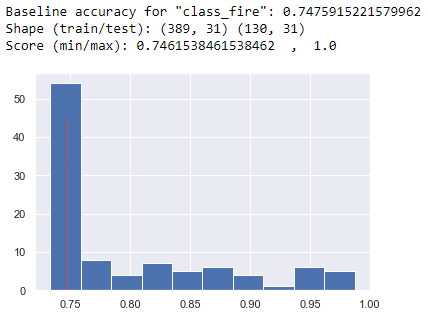 Baseline accuracy for "class_fire": 0.7475915221579962
Shape (train/test): (389, 31) (130, 31)
Score (min/max): 0.7461538461538462 , 1.0
50
40
30
20
10
0
0.75 0.80 0.85 0.90 0.95 1.00